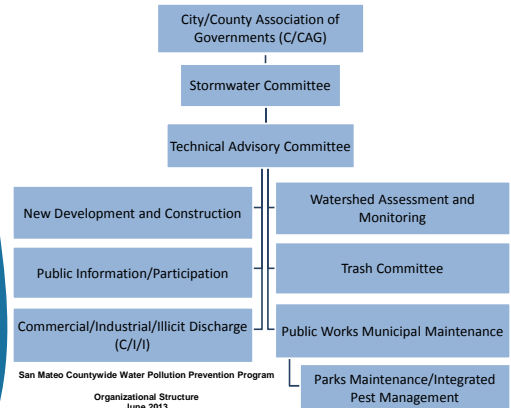 City/County Association of
Governments (C/CAG)
Stormwater Committee
Technical Advisory Committee
New Development and Construction
Watershed Assessment and
Monitoring
Public Information/Participation
Trash Committee
Commercial/Industrial/Illicit Discharge
(C/I/I)
Public Works Municipal Maintenance
San Mateo Countywide Water Pollution Prevention Program
Parks Maintenance/Integrated
Pest Management
Organizational Structure
June 2013